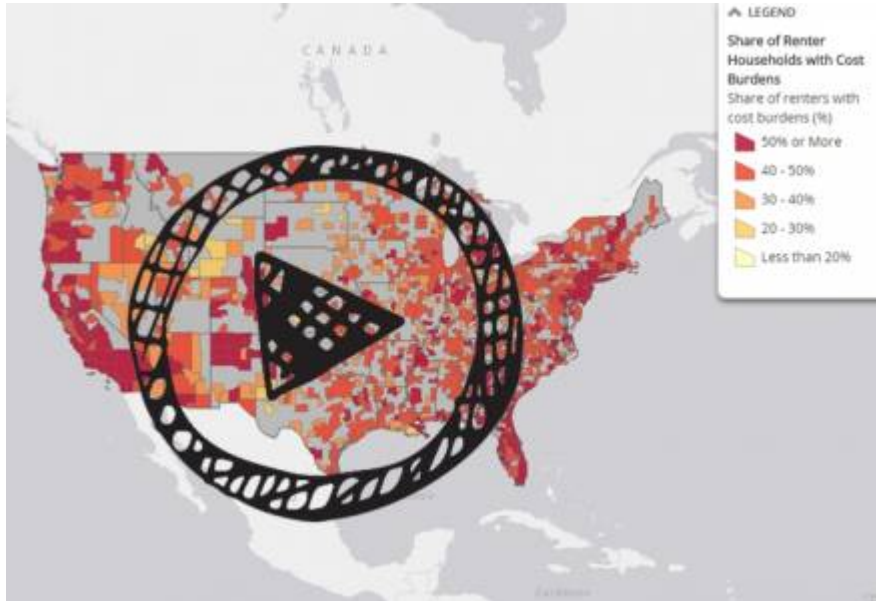 LEGEND
Share of Renter
Households with Cost
Burdens
Share of renters with
cost burdens (%)
50% or More
40 - 50%
30 - 40%
20 - 30%
Less than 20%
CANADA